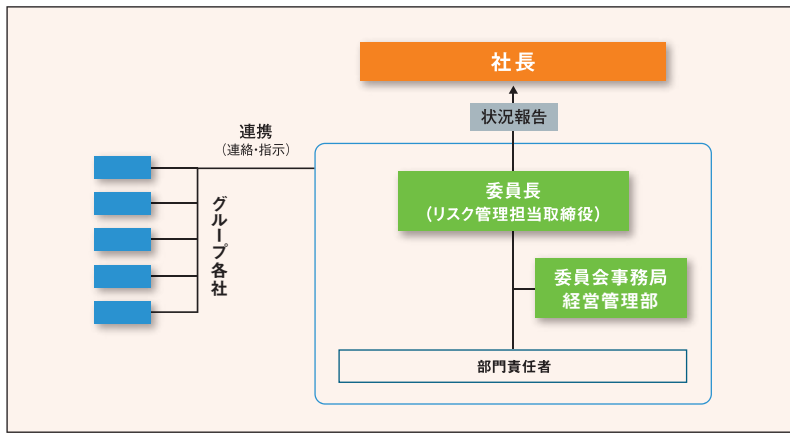 社長
状況報告
連携
（連絡・指示）
グループ各社
委員長
（リスク管理担当取締役）
委員会事務局
経営管理部
部門責任者